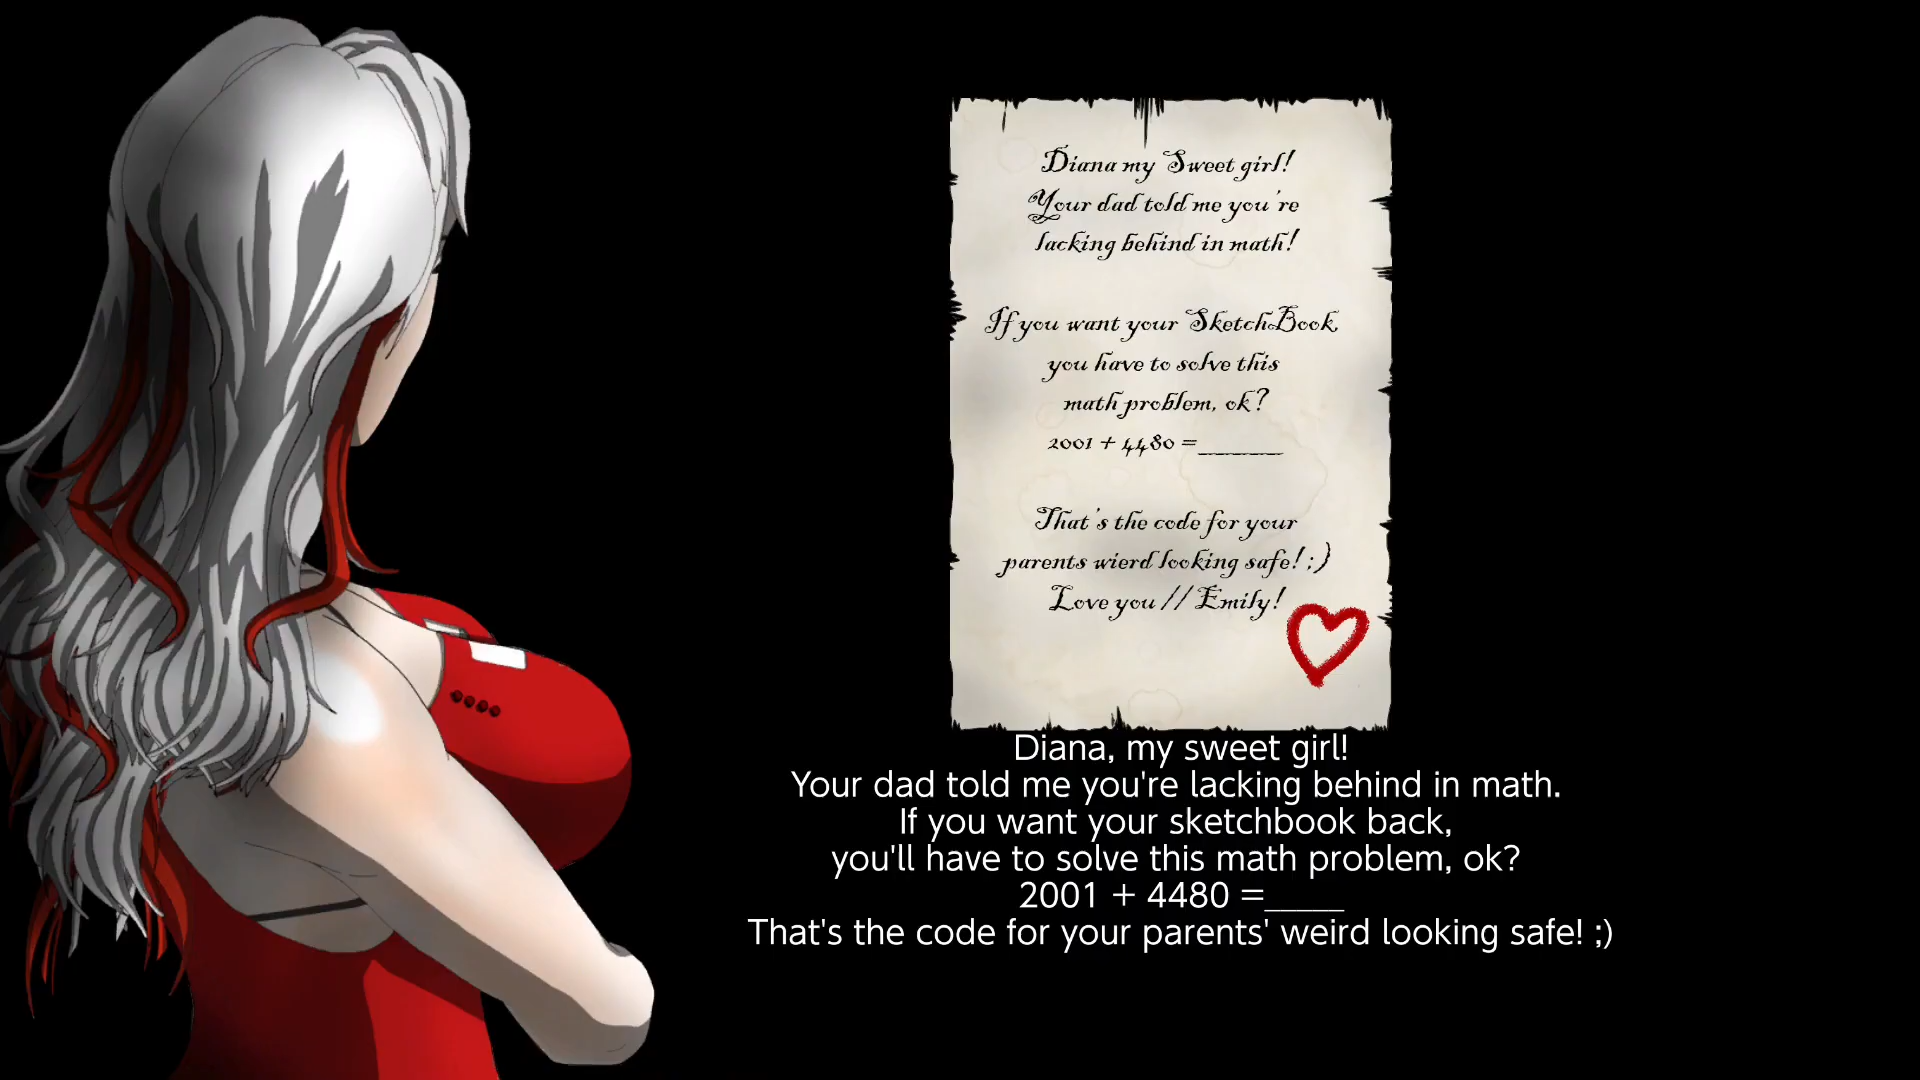 Diana my Sweet girl!
Your dad told me you're
lacking behind in math!
If you want your SketchBook,
you have to solve this
math problem, ok?
2001 + 4480 =_______
That's the code for your
parents wierd looking safe! ;)
Love you // Emily!
Diana, my sweet girl!
Your dad told me you're lacking behind in math.
If you want your sketchbook back,
you'll have to solve this math problem, ok?
2001 + 4480 =_____
That's the code for your parents' weird looking safe! ;)